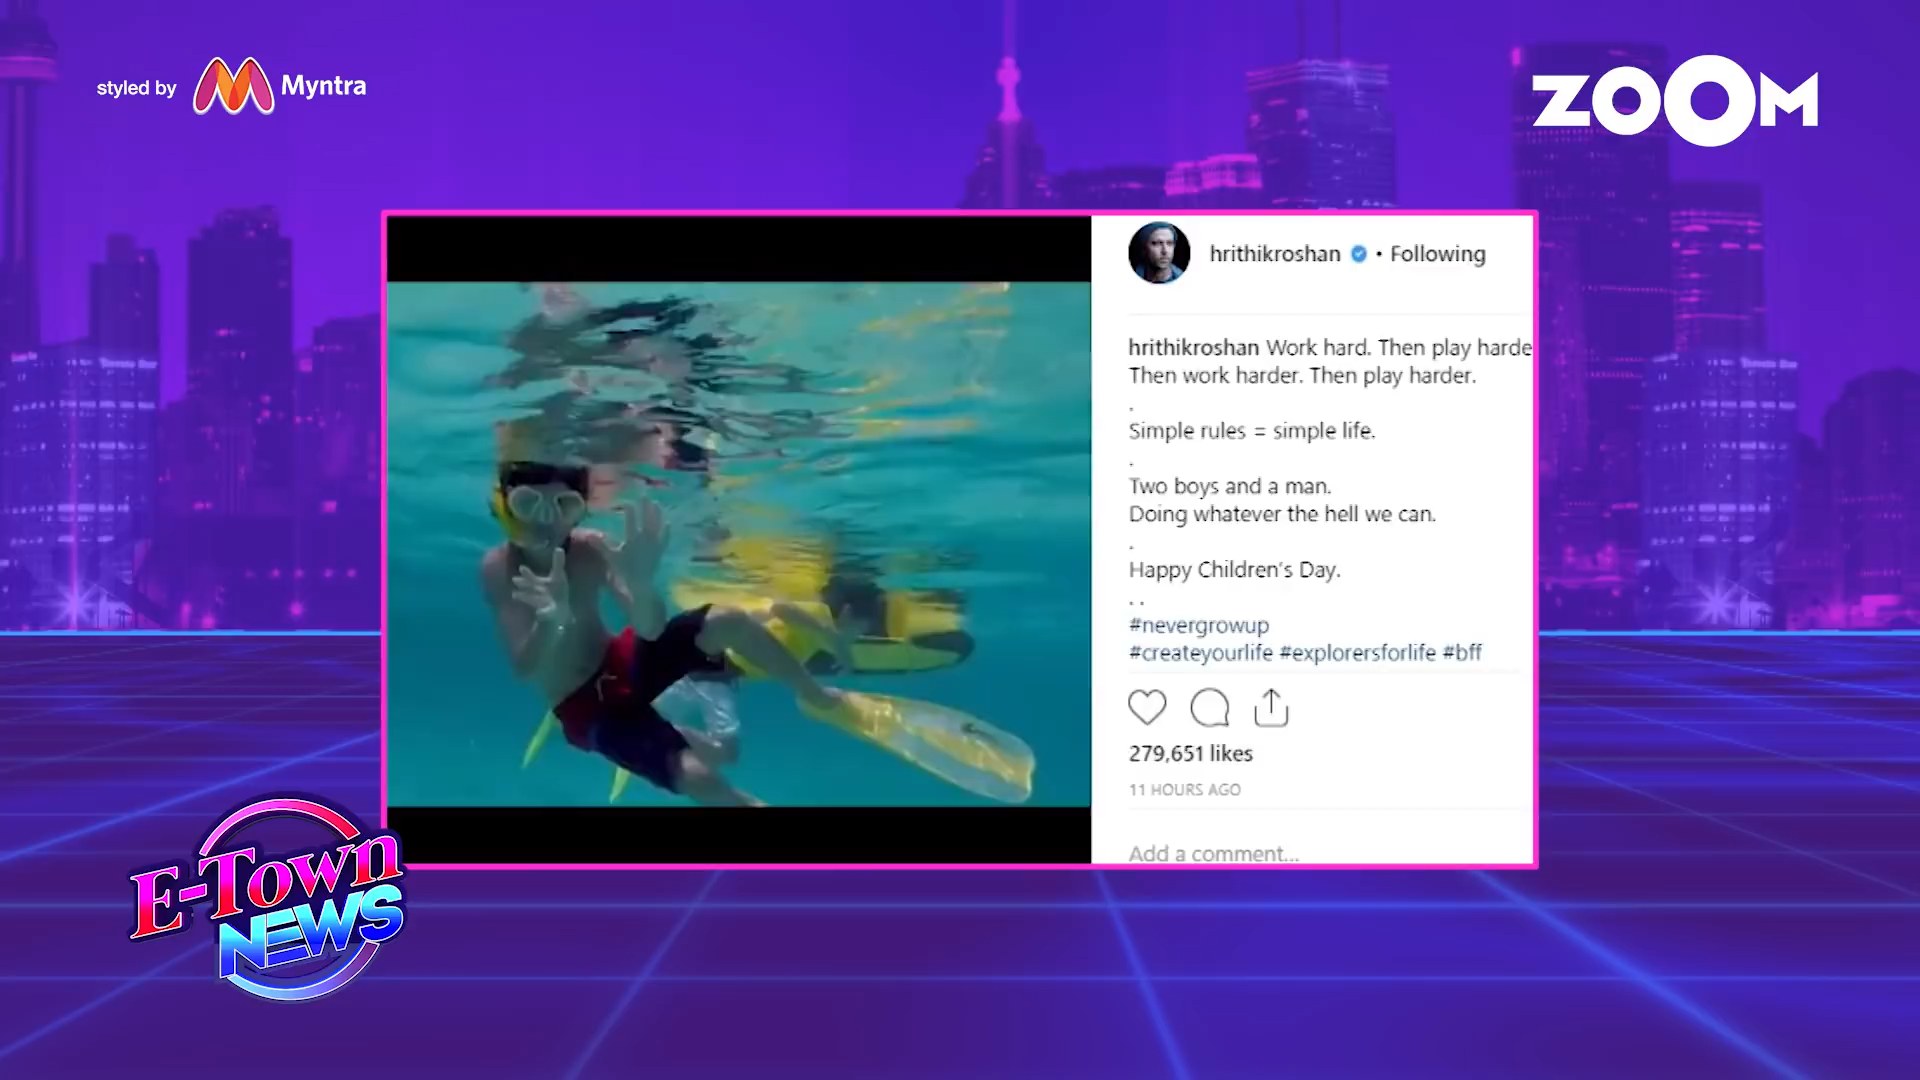 styled by Myntra
ZOOM
hrithikroshan • Following
hrithikroshan Work hard. Then play harde
Then work harder. Then play harder.
.
Simple rules = simple life.
.
Two boys and a man.
Doing whatever the hell we can.
.
Happy Children's Day.
. .
#nevergrowup
#createyourlife #explorersforlife #bff
279,651 likes
11 HOURS AGO
Add a comment...
E-Town
NEWS